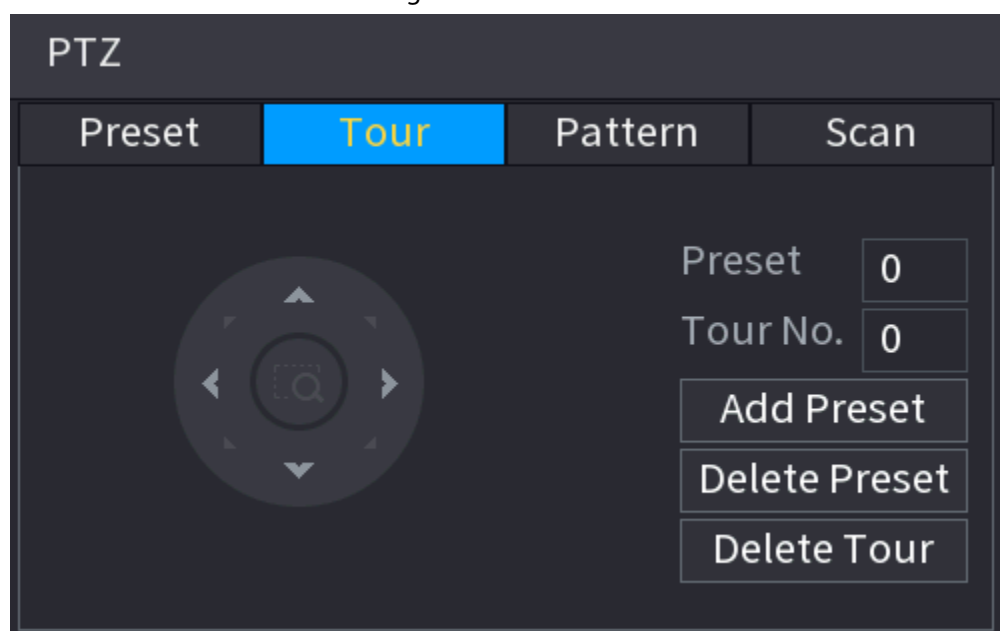 PTZ
Preset Tour Pattern Scan
Preset 0
Tour No. 0
Add Preset
Delete Preset
Delete Tour